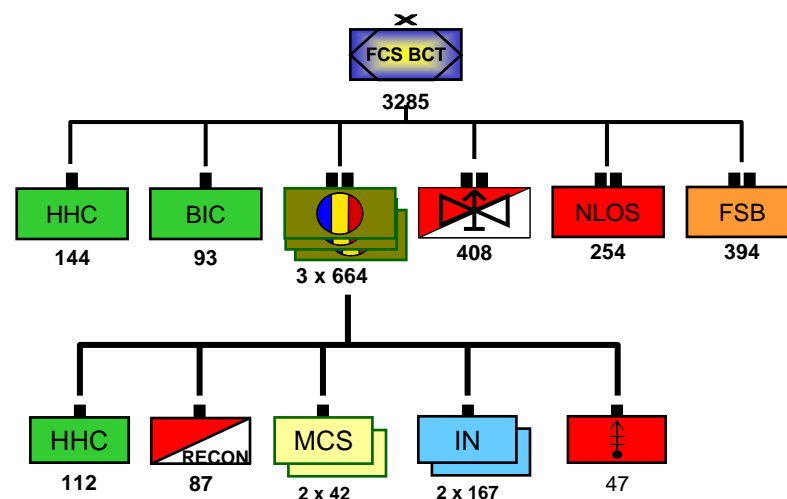 FCS BCT
3285
HHC
BIC
NLOS
FSB
144
93
3 x 664
408
254
394
HHC
RECON
MCS
IN
112
87
2 x 42
2 x 167
47